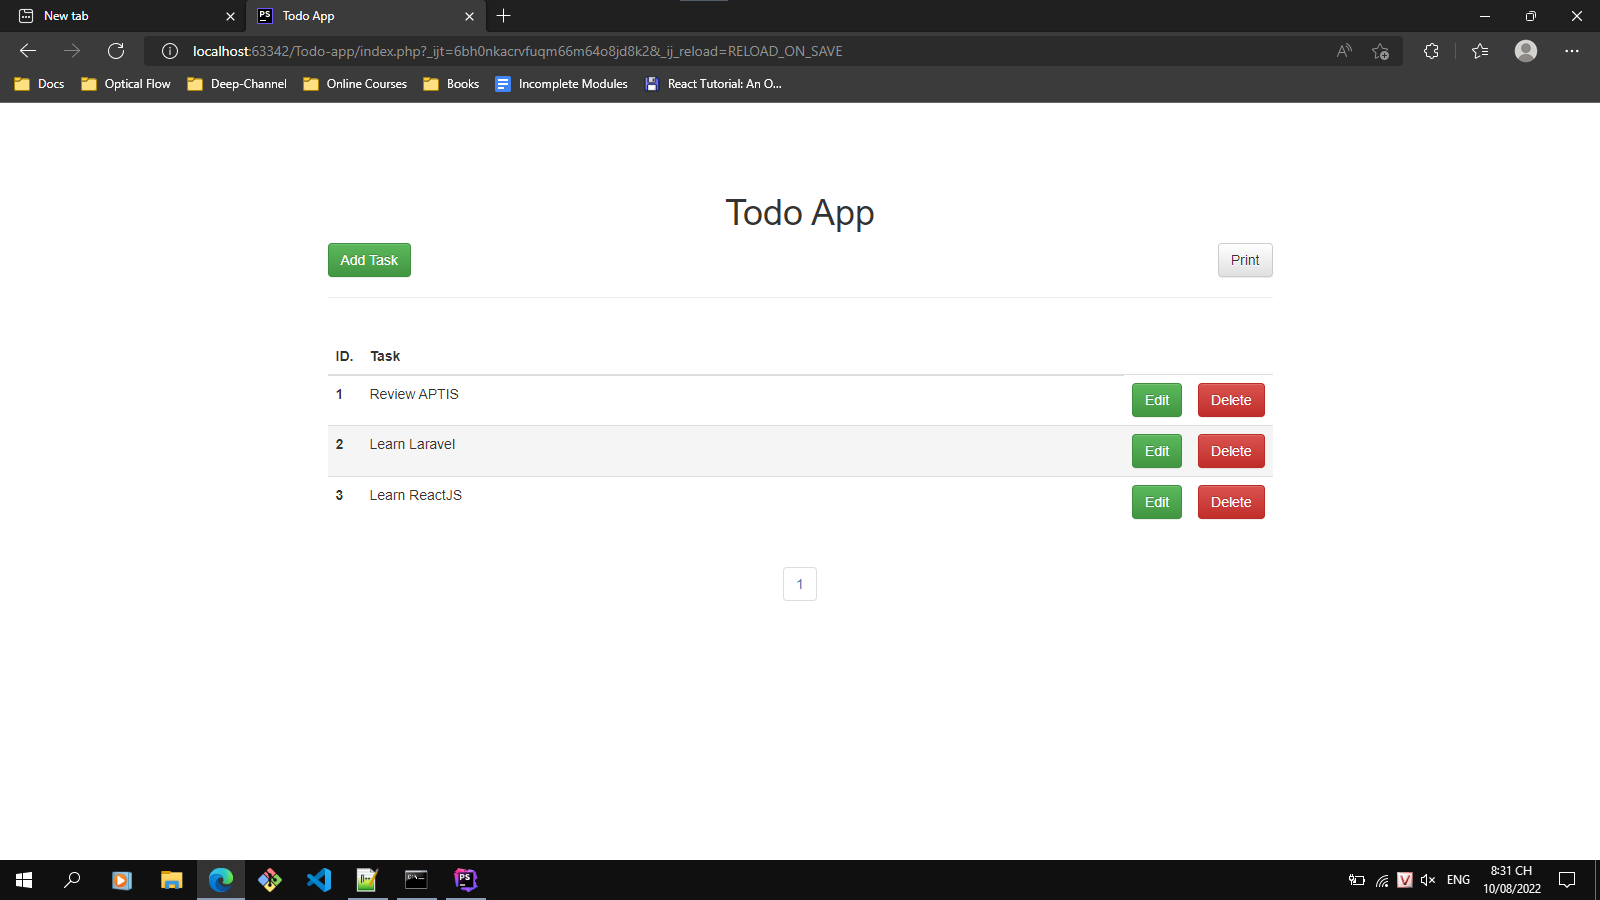 New tab
PS Todo App
localhost:63342/Todo-app/index.php?_ijt=6bh0nkacrvfuqm66m64o8jd8k2&_ij_reload=RELOAD_ON_SAVE
Docs Optical Flow Deep-Channel Online Courses Books Incomplete Modules React Tutorial: An O...
Todo App
Add Task Print
ID. Task
1 Review APTIS Edit Delete
2 Learn Laravel Edit Delete
3 Learn ReactJS Edit Delete
1
PS V ENG 8:31 CH
10/08/2022